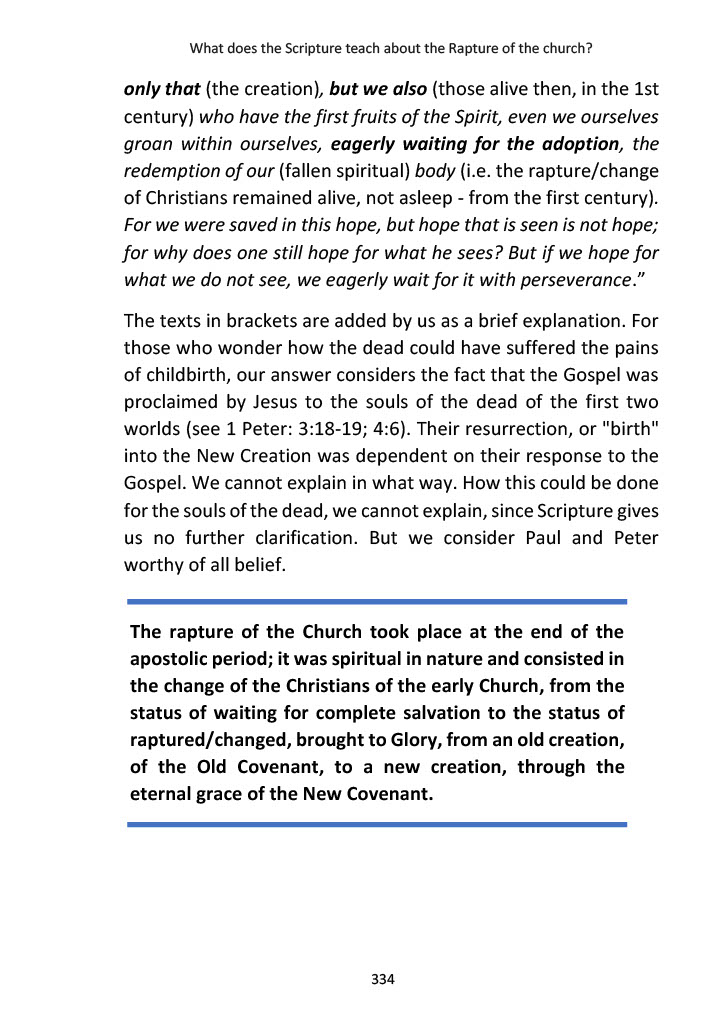 What does the Scripture teach about the Rapture of the church?
only that (the creation), but we also (those alive then, in the 1st
century) who have the first fruits of the Spirit, even we ourselves
groan within ourselves, eagerly waiting for the adoption, the
redemption of our (fallen spiritual) body (i.e. the rapture/change
of Christians remained alive, not asleep - from the first century).
For we were saved in this hope, but hope that is seen is not hope;
for why does one still hope for what he sees? But if we hope for
what we do not see, we eagerly wait for it with perseverance.”
The texts in brackets are added by us as a brief explanation. For
those who wonder how the dead could have suffered the pains
of childbirth, our answer considers the fact that the Gospel was
proclaimed by Jesus to the souls of the dead of the first two
worlds (see 1 Peter: 3:18-19; 4:6). Their resurrection, or "birth"
into the New Creation was dependent on their response to the
Gospel. We cannot explain in what way. How this could be done
for the souls of the dead, we cannot explain, since Scripture gives
us no further clarification. But we consider Paul and Peter
worthy of all belief.
The rapture of the Church took place at the end of the
apostolic period; it was spiritual in nature and consisted in
the change of the Christians of the early Church, from the
status of waiting for complete salvation to the status of
raptured/changed, brought to Glory, from an old creation,
of the Old Covenant, to a new creation, through the
eternal grace of the New Covenant.
334